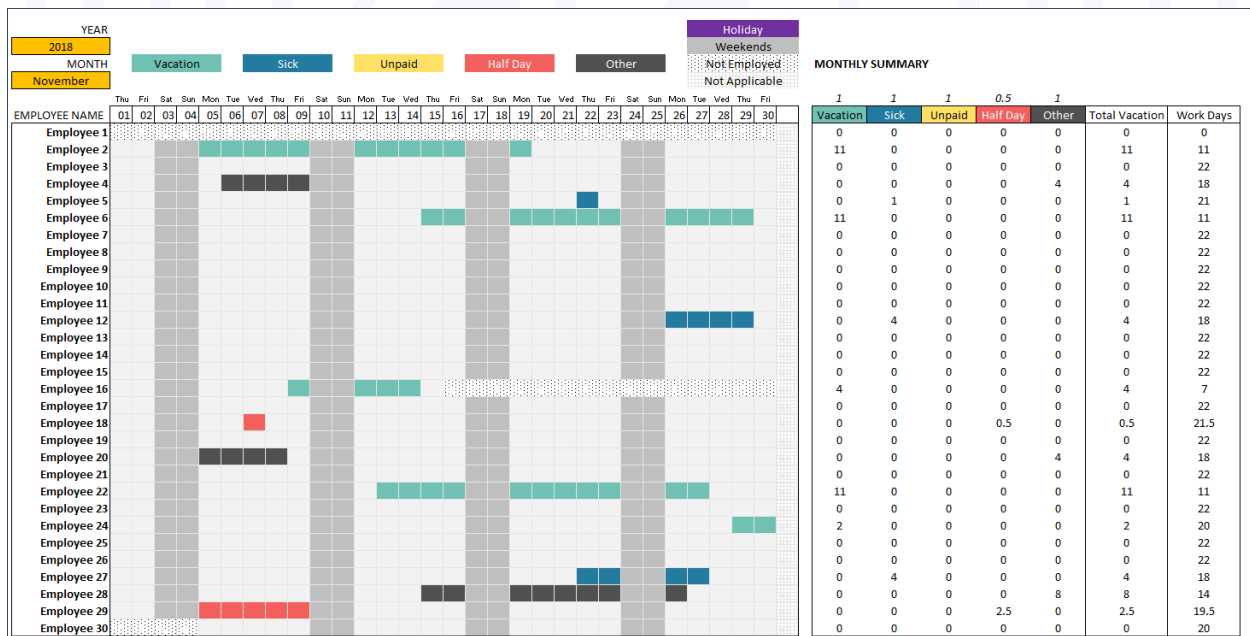 YEAR
Holiday
2018
Weekends
MONTH Vacation Sick Unpaid Half Day Other Not Employed MONTHLY SUMMARY
November Not Applicable
Thu Fri Sat Sun Mon Tue Wed Thu Fri Sat Sun Mon Tue Wed Thu Fri Sat Sun Mon Tue Wed Thu Fri Sat Sun Mon Tue Wed Thu Fri 1 1 1 0.5 1
EMPLOYEE NAME 01 02 03 04 05 06 07 08 09 10 11 12 13 14 15 16 17 18 19 20 21 22 23 24 25 26 27 28 29 30 Vacation Sick Unpaid Half Day Other Total Vacation Work Days
Employee 1 0 0 0 0 0 0 0
Employee 2 11 0 0 0 0 11 11
Employee 3 0 0 0 0 0 0 22
Employee 4 0 0 0 0 4 4 18
Employee 5 0 1 0 0 0 1 21
Employee 6 11 0 0 0 0 11 11
Employee 7 0 0 0 0 0 0 22
Employee 8 0 0 0 0 0 0 22
Employee 9 0 0 0 0 0 0 22
Employee 10 0 0 0 0 0 0 22
Employee 11 0 0 0 0 0 0 22
Employee 12 0 4 0 0 0 4 18
Employee 13 0 0 0 0 0 0 22
Employee 14 0 0 0 0 0 0 22
Employee 15 0 0 0 0 0 0 22
Employee 16 4 0 0 0 0 4 7
Employee 17 0 0 0 0 0 0 22
Employee 18 0 0 0 0.5 0 0.5 21.5
Employee 19 0 0 0 0 0 0 22
Employee 20 0 0 0 0 4 4 18
Employee 21 0 0 0 0 0 0 22
Employee 22 11 0 0 0 0 11 11
Employee 23 0 0 0 0 0 0 22
Employee 24 2 0 0 0 0 2 20
Employee 25 0 0 0 0 0 0 22
Employee 26 0 0 0 0 0 0 22
Employee 27 0 4 0 0 0 4 18
Employee 28 0 0 0 0 8 8 14
Employee 29 0 0 0 2.5 0 2.5 19.5
Employee 30 0 0 0 0 0 0 20